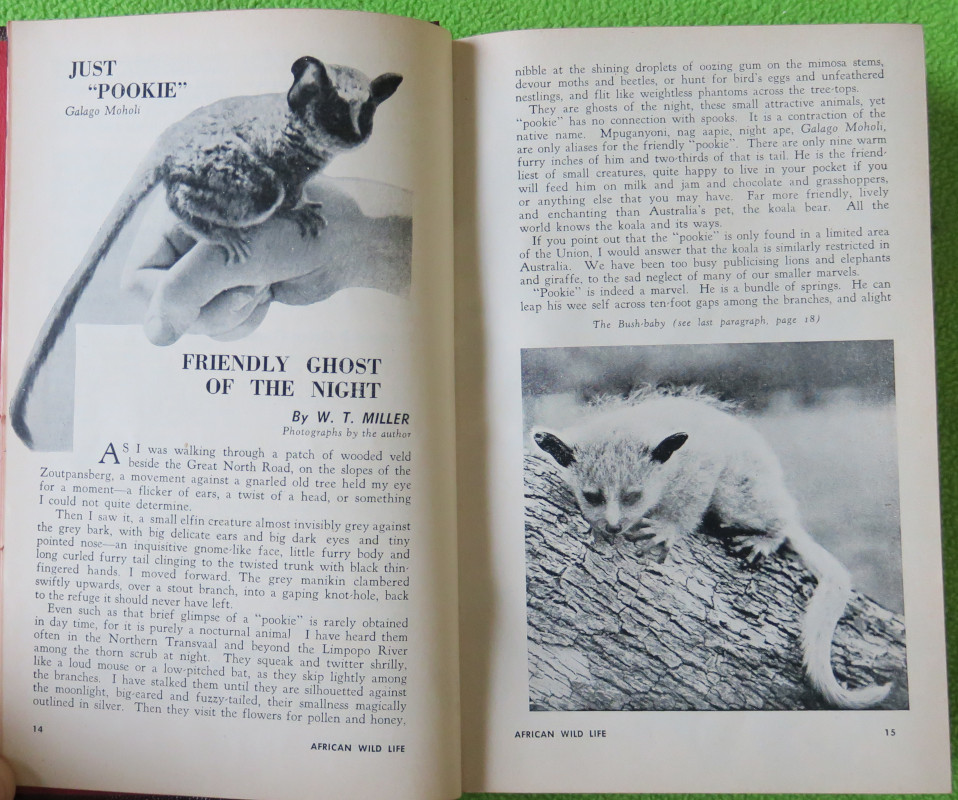 JUST
"POOKIE"
Galago Moholi
FRIENDLY GHOST
OF THE NIGHT
By W. T. MILLER
Photographs by the author
AS I was walking through a patch of wooded veld
beside the Great North Road, on the slopes of the
Zoutpansberg, a movement against a gnarled old tree held my eye
for a moment—a flicker of ears, a twist of a head, or something
I could not quite determine.
Then I saw it, a small elfin creature almost invisibly grey against
the grey bark, with big delicate ears and big dark eyes and tiny
pointed nose—an inquisitive gnome-like face, little furry body and
long curled furry tail clinging to the twisted trunk with black thin-
fingered hands. I moved forward. The grey manikin clambered
swiftly upwards, over a stout branch, into a gaping knot-hole, back
to the refuge it should never have left.
Even such as that brief glimpse of a "pookie" is rarely obtained
in day time, for it is purely a nocturnal animal I have heard them
often in the Northern Transvaal and beyond the Limpopo River
among the thorn scrub at night. They squeak and twitter shrilly,
like a loud mouse or a low-pitched bat, as they skip lightly among
the branches. I have stalked them until they are silhouetted against
the moonlight, big-eared and fuzzy-tailed, their smallness magically
outlined in silver. Then they visit the flowers for pollen and honey,
14
AFRICAN WILD LIFE
nibble at the shining droplets of oozing gum on the mimosa stems,
devour moths and beetles, or hunt for bird's eggs and unfeathered
nestlings, and flit like weightless phantoms across the tree-tops.
They are ghosts of the night, these small attractive animals, yet
"pookie" has no connection with spooks. It is a contraction of the
native name. Mpuganyoni, nag aapie, night ape, Galago Moholi,
are only aliases for the friendly "pookie". There are only nine warm
furry inches of him and two-thirds of that is tail. He is the friend-
liest of small creatures, quite happy to live in your pocket if you
will feed him on milk and jam and chocolate and grasshoppers,
or anything else that you may have. Far more friendly, lively
and enchanting than Australia's pet, the koala bear. All the
world knows the koala and its ways.
If you point out that the "pookie" is only found in a limited area
of the Union, I would answer that the koala is similarly restricted in
Australia. We have been too busy publicising lions and elephants
and giraffe, to the sad neglect of many of our smaller marvels.
"Pookie" is indeed a marvel. He is a bundle of springs. He can
leap his wee self across ten-foot gaps among the branches, and alight
The Bush-baby (see last paragraph, page 18)
AFRICAN WILD LIFE
15